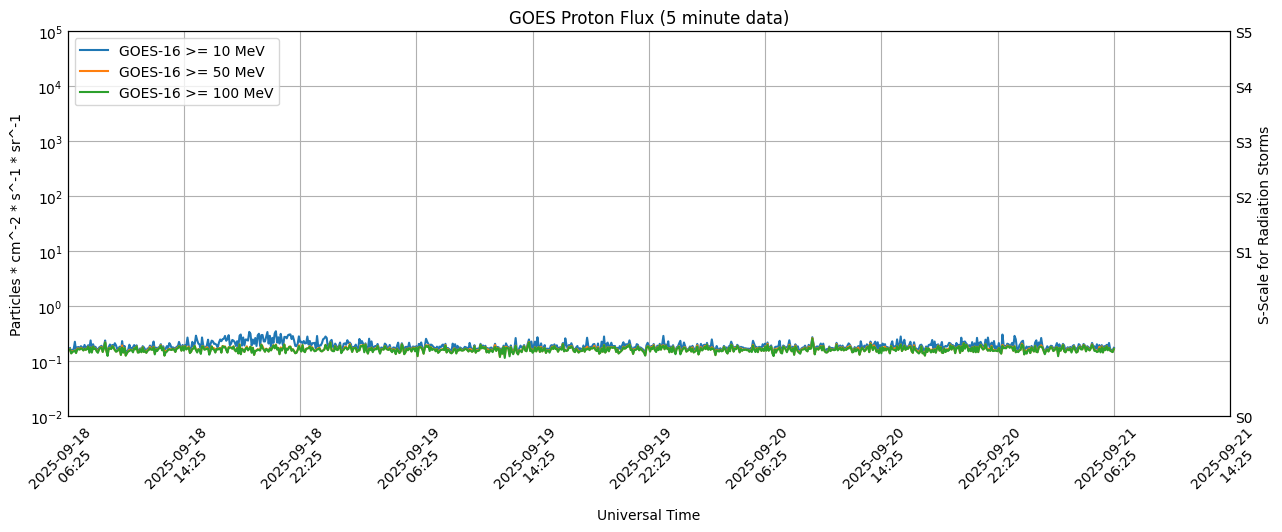 GOES Proton Flux (5 minute data)
GOES-16 >= 10 MeV
GOES-16 >= 50 MeV
GOES-16 >= 100 MeV
10^5
10^4
10^3
10^2
10^1
10^0
10^-1
10^-2
Particles * cm^-2 * s^-1 * sr^-1
S5
S4
S3
S2
S1
S0
S-Scale for Radiation Storms
2025-09-18
06:25
2025-09-18
14:25
2025-09-18
22:25
2025-09-19
06:25
2025-09-19
14:25
2025-09-19
22:25
2025-09-20
06:25
2025-09-20
14:25
2025-09-20
22:25
2025-09-21
06:25
2025-09-21
14:25
Universal Time